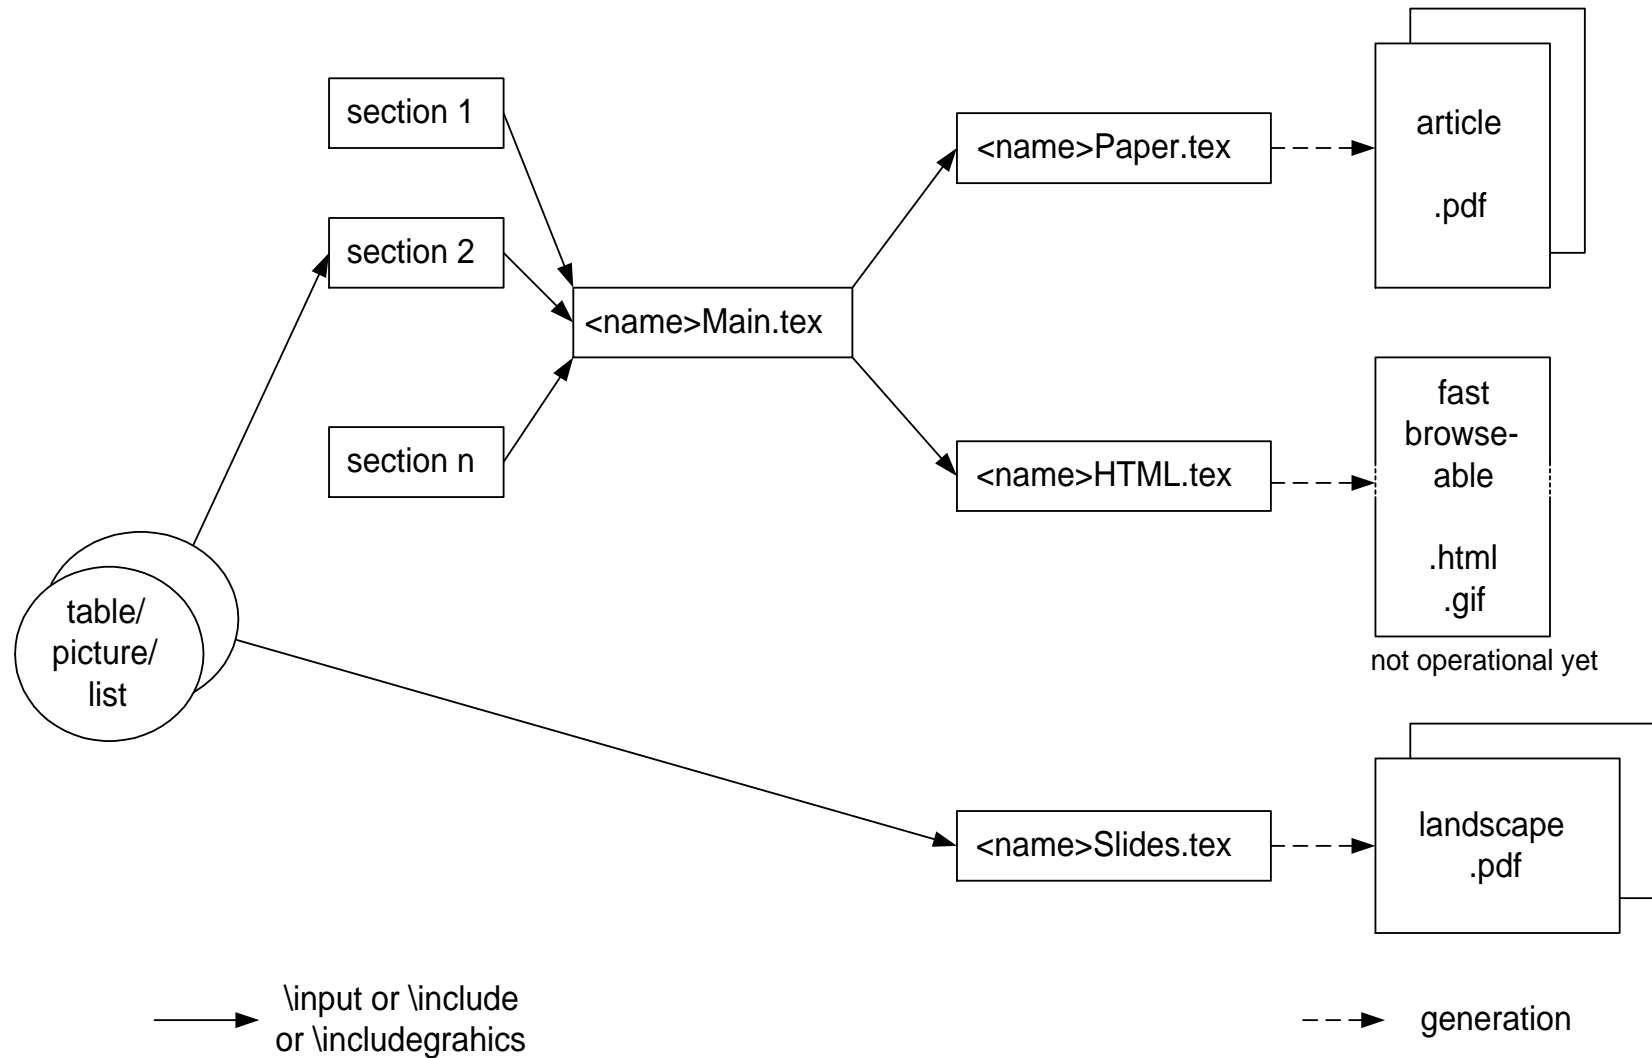 section 1
section 2
section n
table/
picture/
list
<name>Main.tex
<name>Paper.tex
<name>HTML.tex
<name>Slides.tex
article
.pdf
fast
browse-
able
.html
.gif
not operational yet
landscape
.pdf
\input or \include
or \includegrahics
generation